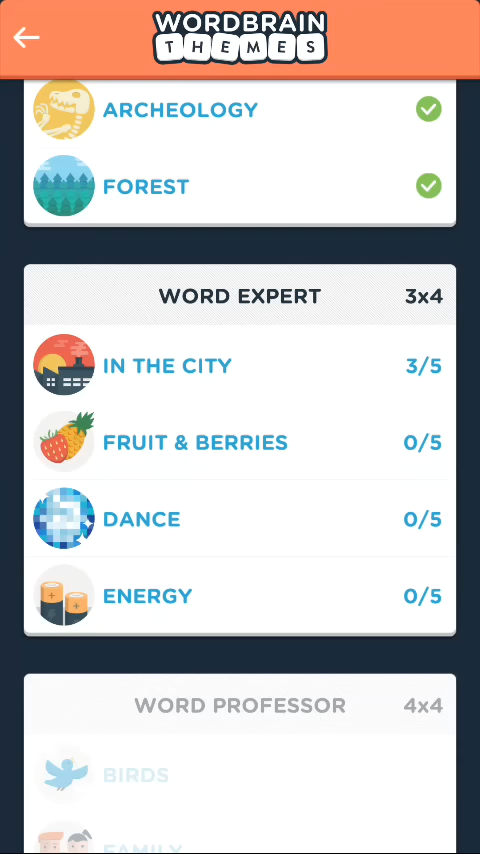 WORDBRAIN
THEMES
ARCHEOLOGY
FOREST
WORD EXPERT 3x4
IN THE CITY 3/5
FRUIT & BERRIES 0/5
DANCE 0/5
ENERGY 0/5
WORD PROFESSOR 4x4
BIRDS
FAMILY